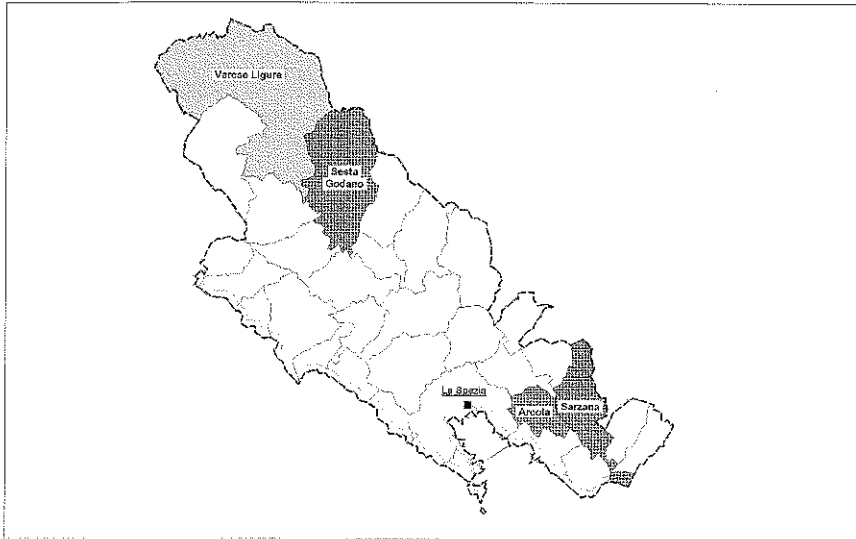 Varese Ligure
Sesta
Godano
La Spezia
Arcola
Sarzana